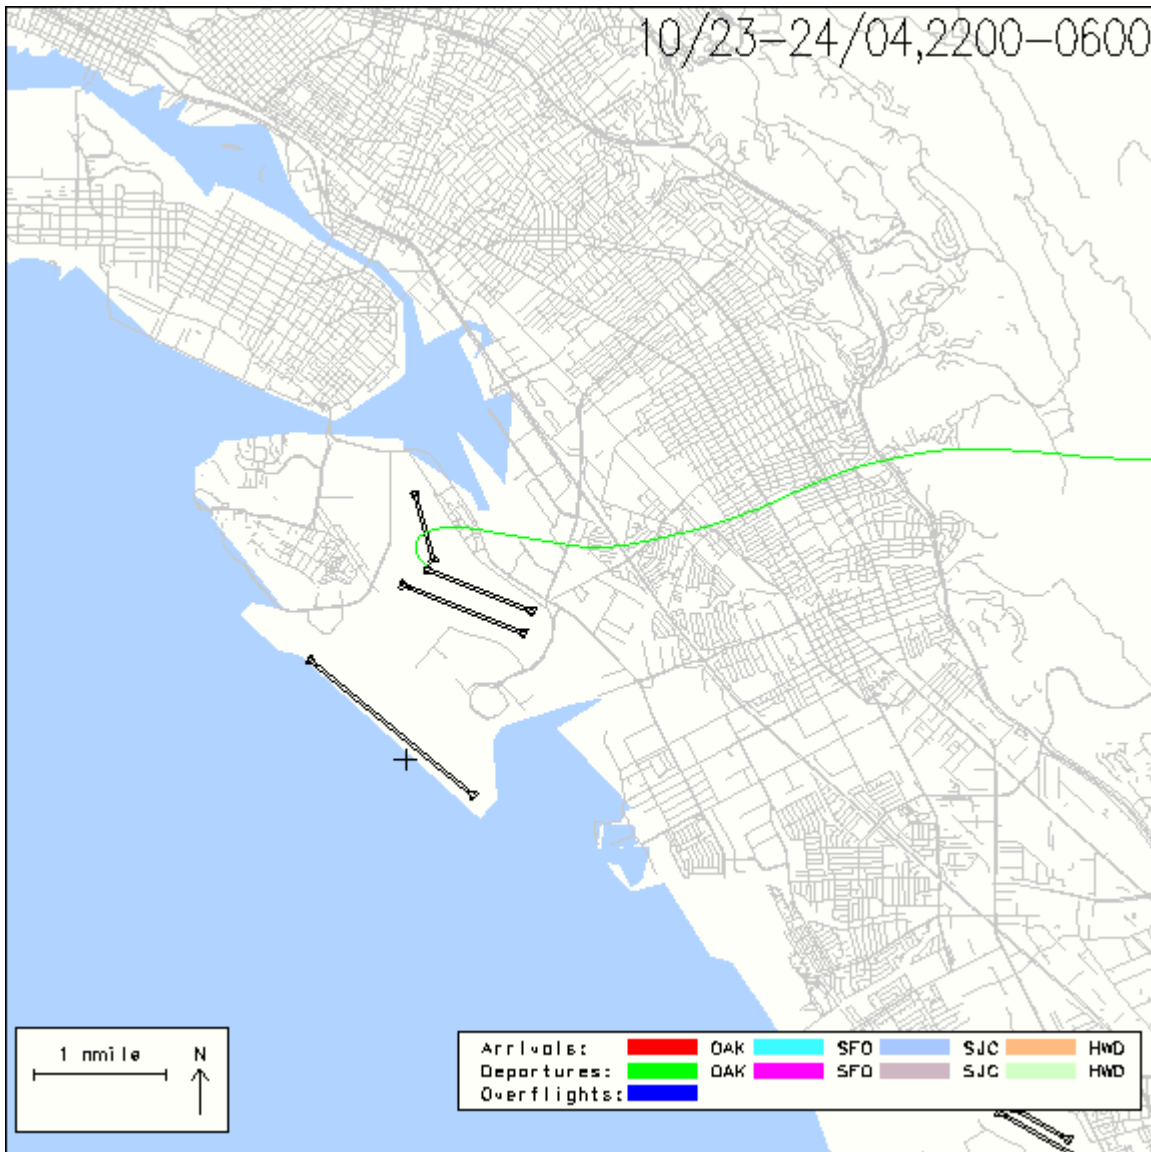 10/23-24/04,2200-0600
1 nmile N
Arrivals: OAK SFO SJC HWD
Departures: OAK SFO SJC HWD
Overflights: